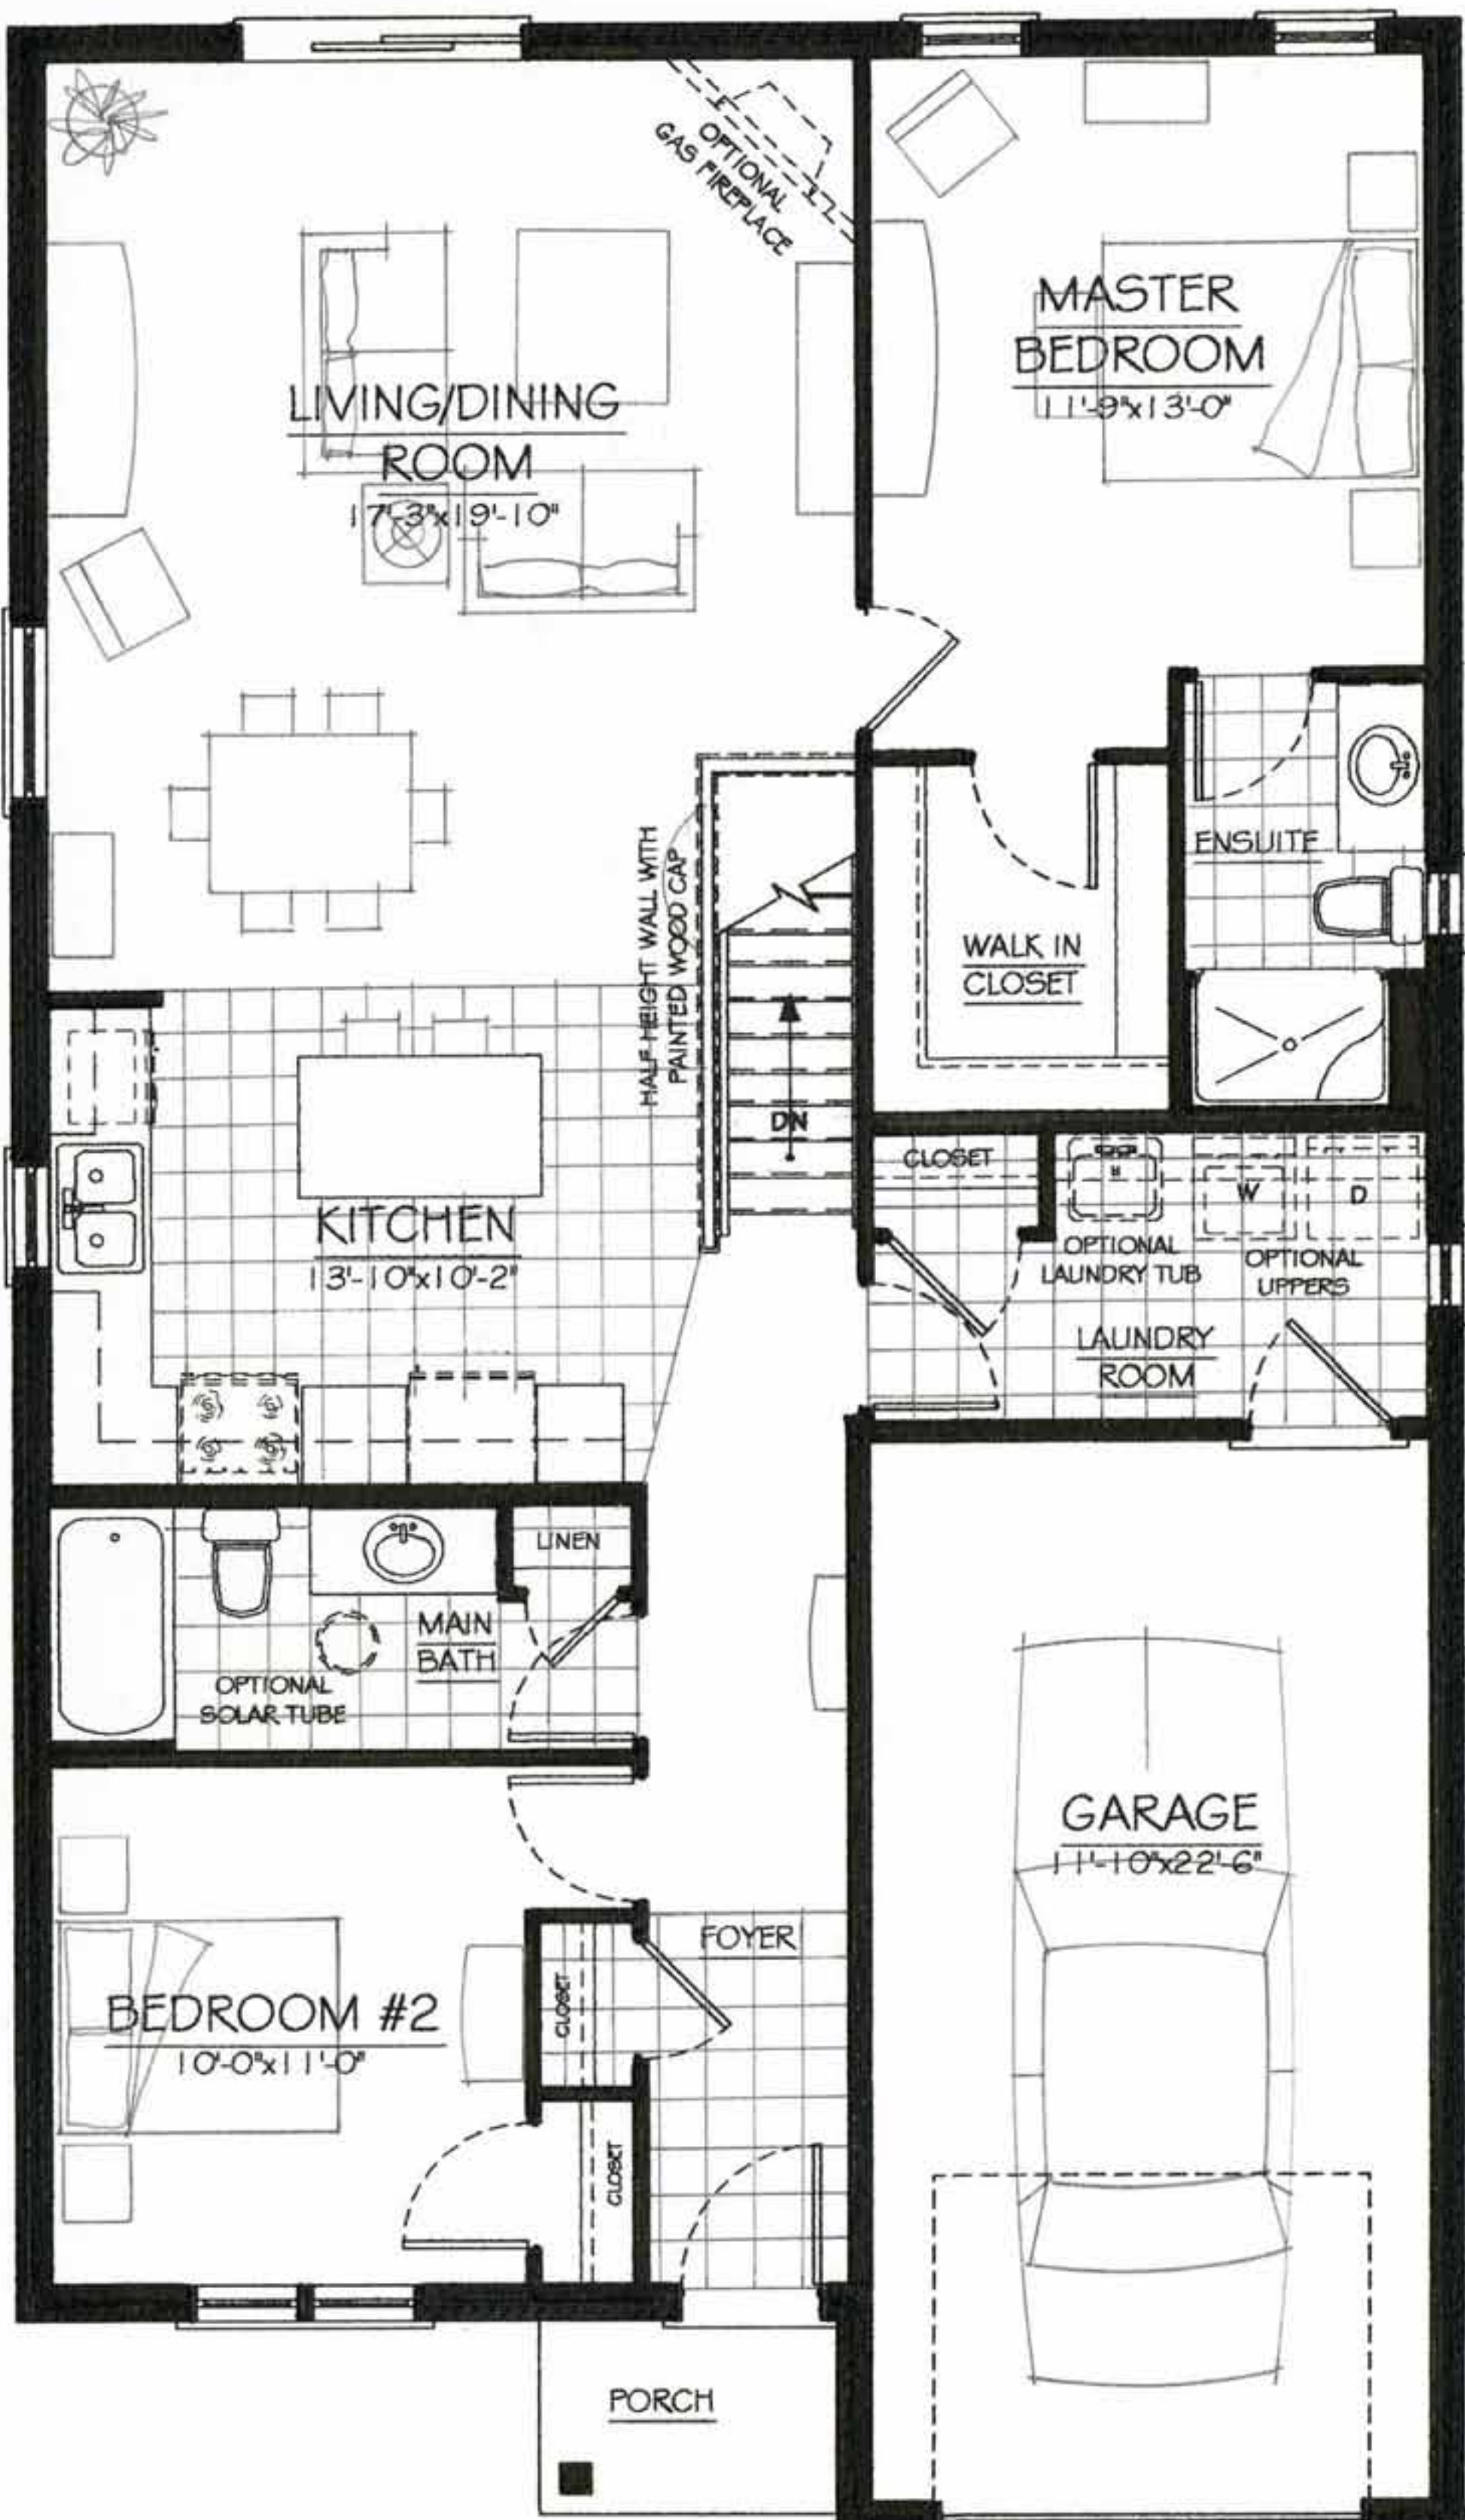 OPTIONAL
GAS FIREPLACE
MASTER
BEDROOM
11'-9"x13'-0"
LIVING/DINING
ROOM
17'-3"x19'-10"
HALF HEIGHT WALL WITH
PAINTED WOOD CAP
ENSUITE
WALK IN
CLOSET
DN
CLOSET
W
D
OPTIONAL
LAUNDRY TUB
OPTIONAL
UPPERS
LAUNDRY
ROOM
KITCHEN
13'-10"x10'-2"
LINEN
MAIN
BATH
OPTIONAL
SOLAR TUBE
GARAGE
11'-10"x22'-6"
FOYER
CLOSET
BEDROOM #2
10'-0"x11'-0"
CLOSET
PORCH